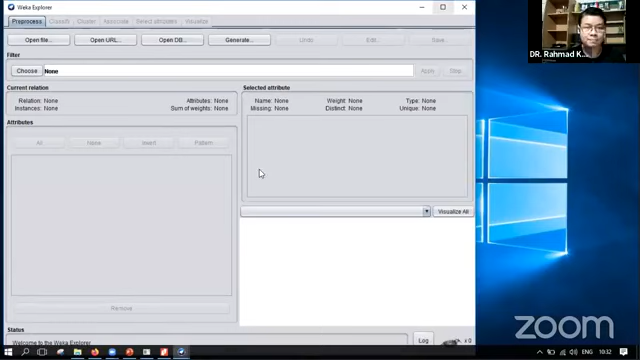 Weka Explorer
Preprocess Classify Cluster Associate Select attributes Visualize
Open file... Open URL... Open DB... Generate... Undo Edit... Save...
Filter
Choose None Apply Stop
Current relation
Relation: None Attributes: None
Instances: None Sum of weights: None
Attributes
All None Invert Pattern
Remove
Selected attribute
Name: None Weight: None Type: None
Missing: None Distinct: None Unique: None
Visualize All
Status
Welcome to the Weka Explorer
Log x 0
DR. Rahmad K...
zoom
ENG 10:32